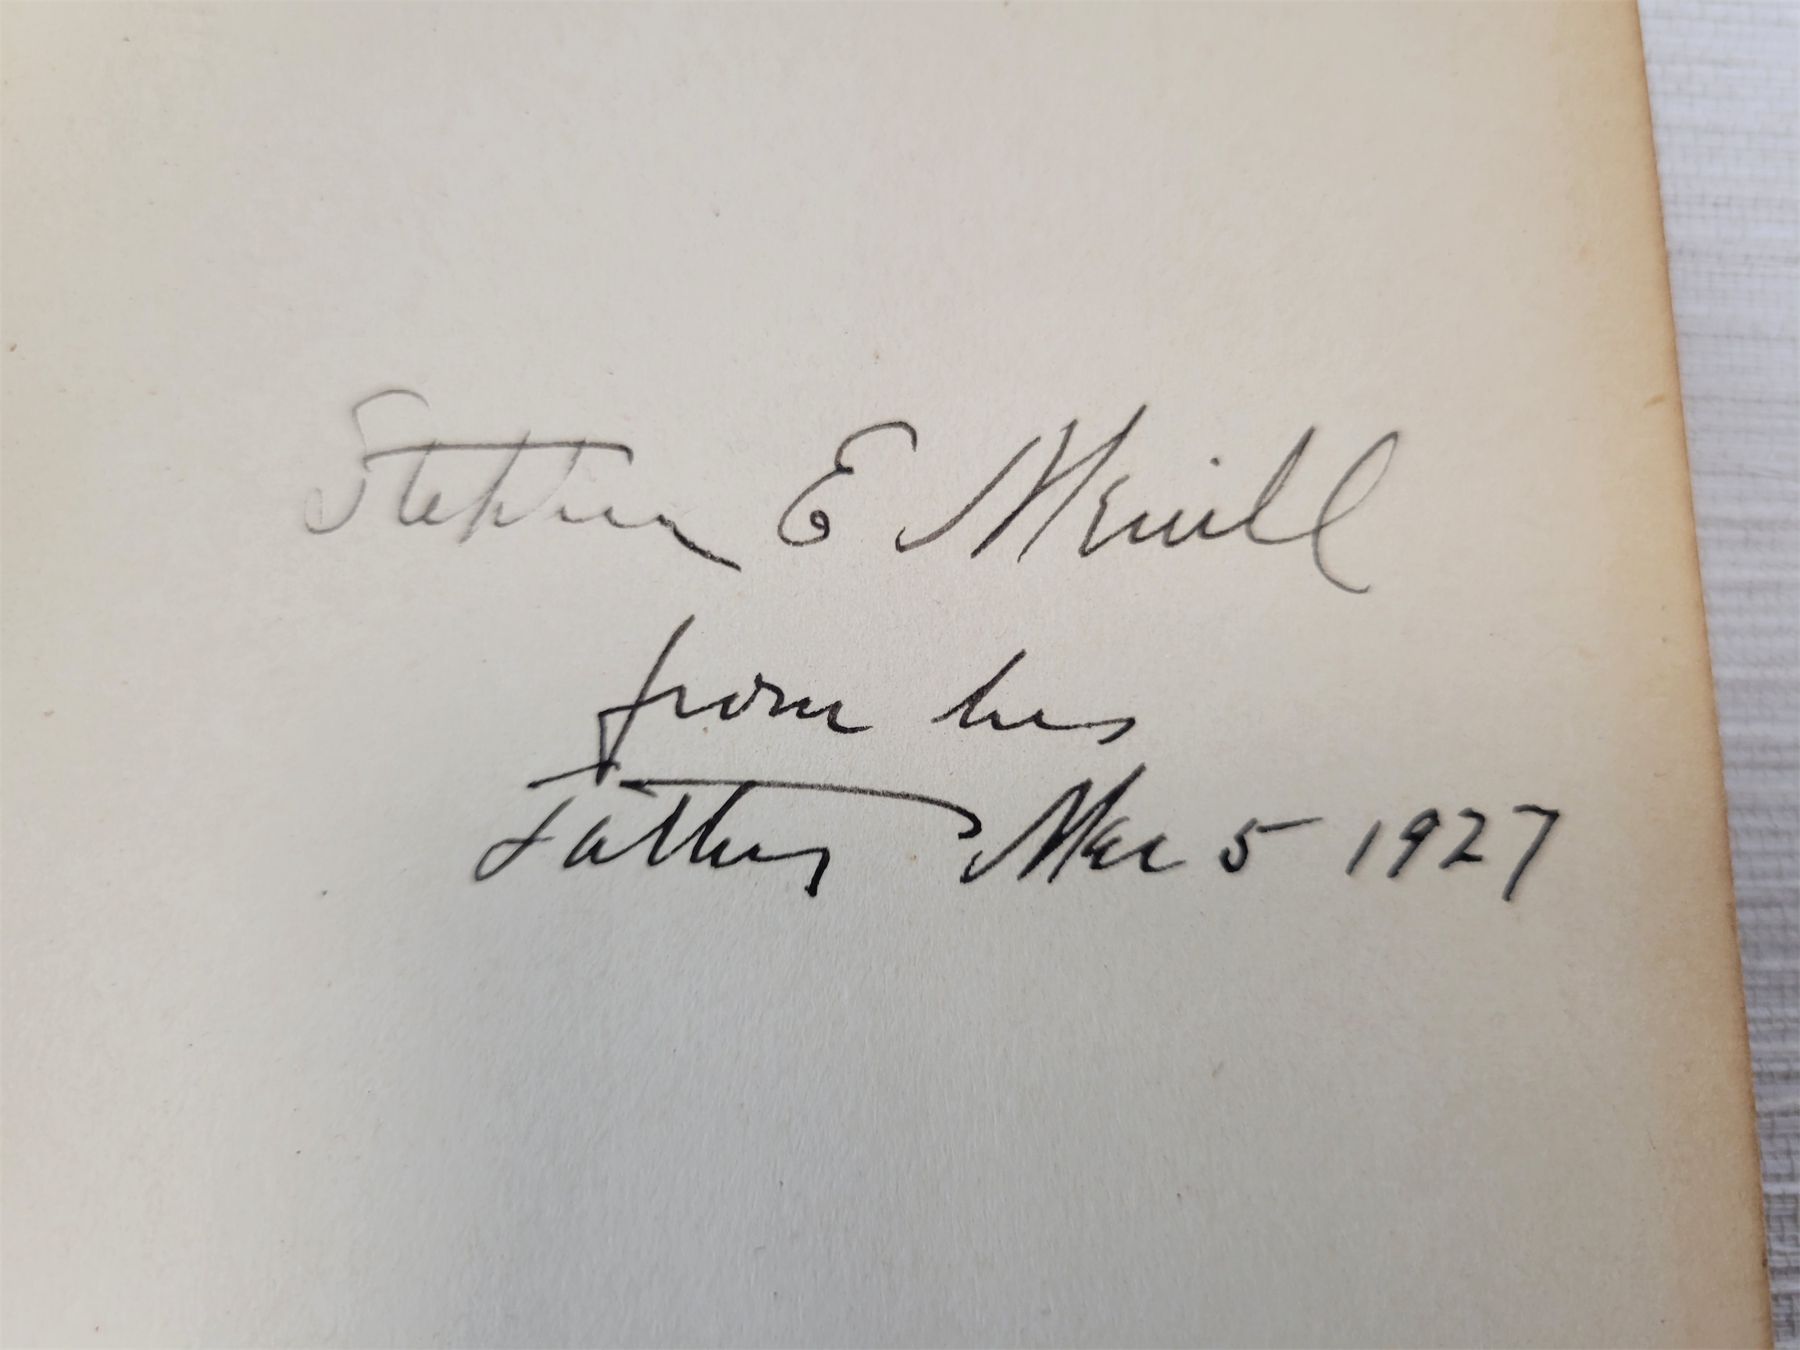 Stephen E Merrill
from his
Father Mar 5 1927